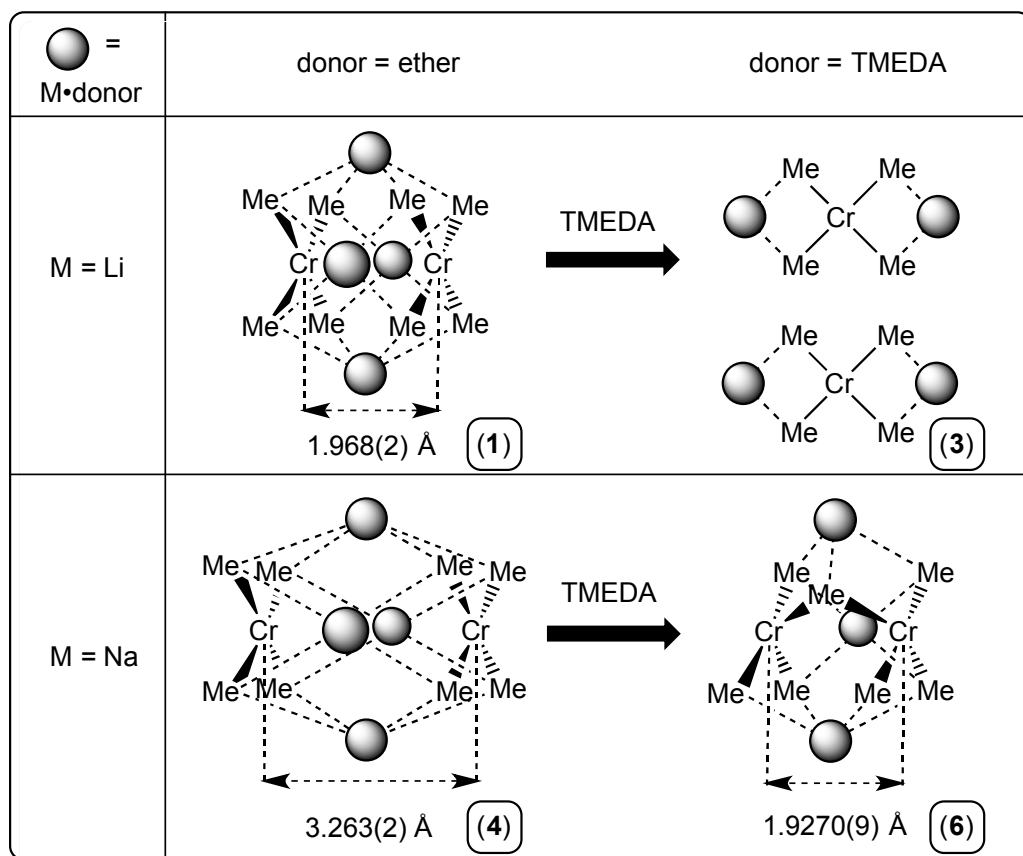 =
M•donor
donor = ether
donor = TMEDA
M = Li
Me Me Me Me
Cr Cr
Me Me Me Me
1.968(2) Å (1)
TMEDA
Me Me
Cr
Me Me
Me Me
Cr
Me Me
(3)
M = Na
Me Me Me Me
Cr Cr
Me Me Me Me
3.263(2) Å (4)
TMEDA
Me Me Me
Cr Cr
Me Me Me Me
1.9270(9) Å (6)